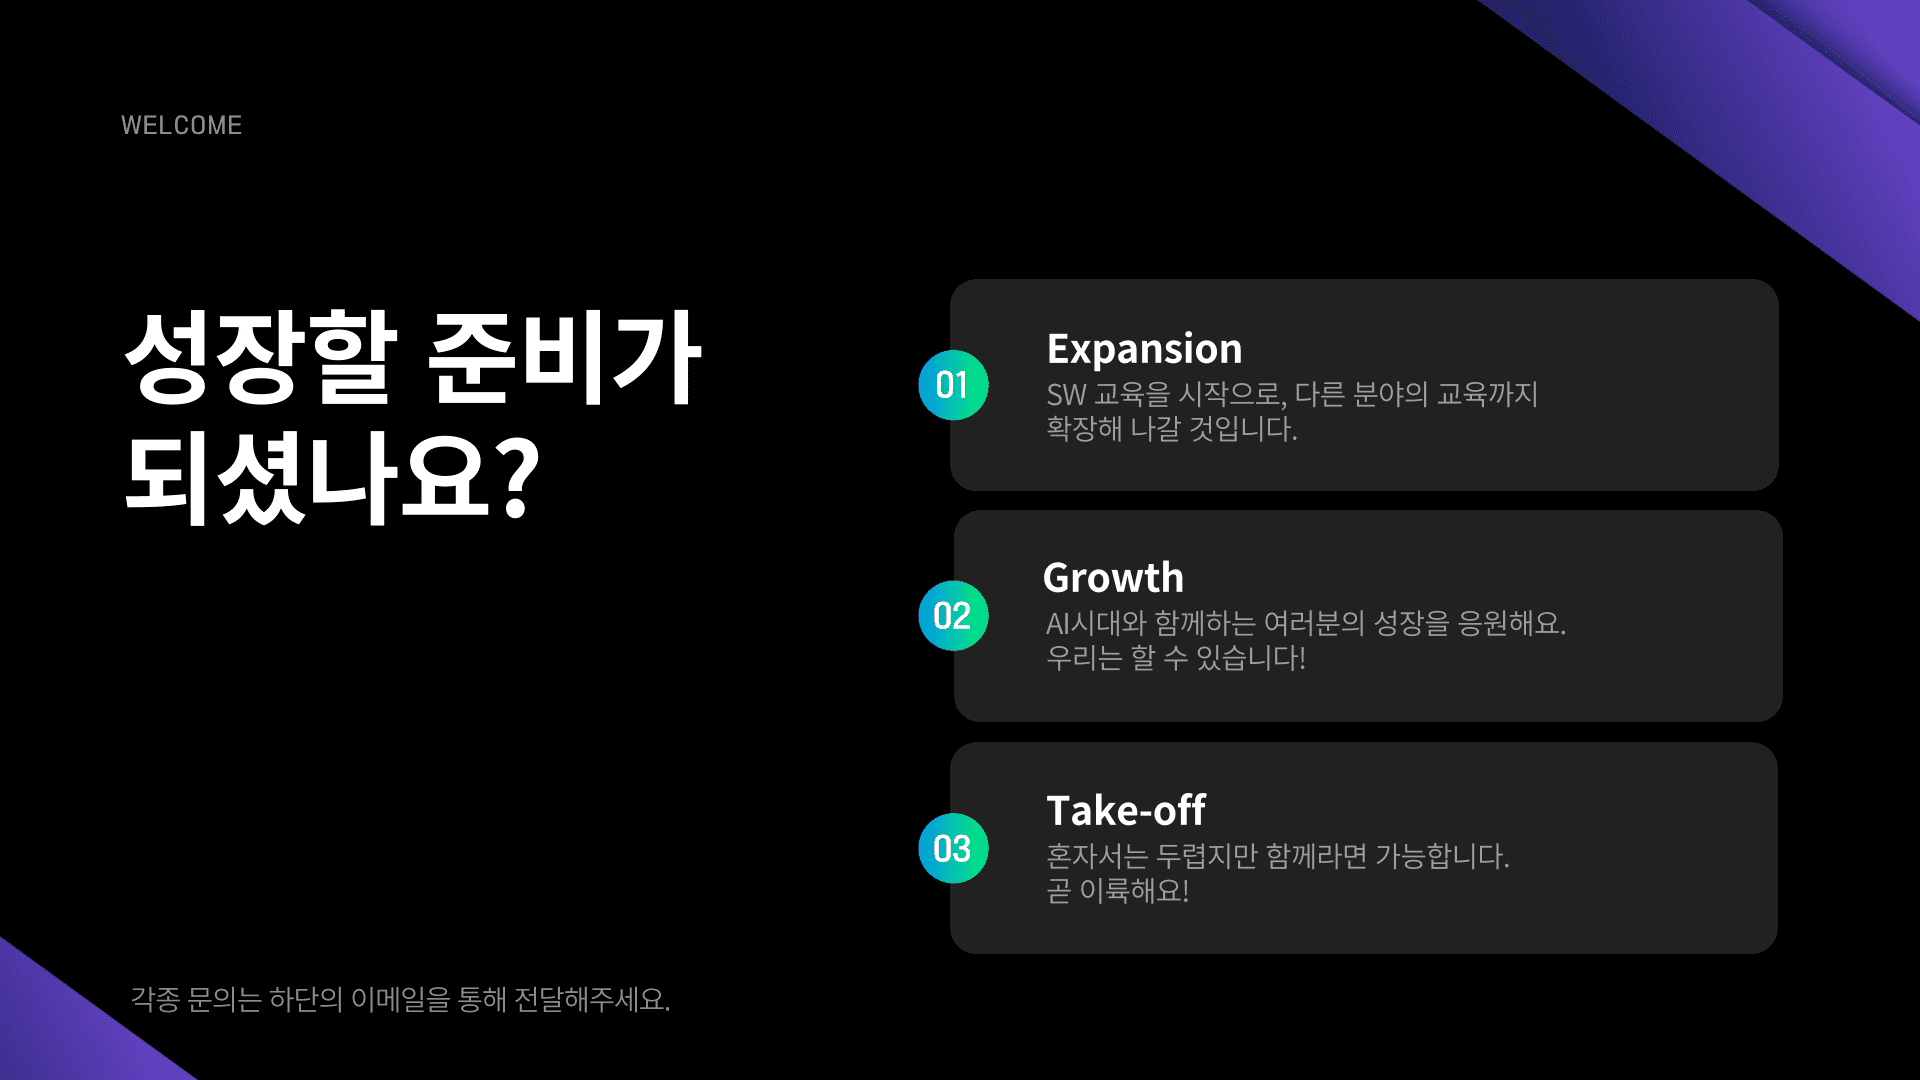 WELCOME
성장할 준비가
되셨나요?
01
Expansion
SW 교육을 시작으로, 다른 분야의 교육까지
확장해 나갈 것입니다.
02
Growth
AI시대와 함께하는 여러분의 성장을 응원해요.
우리는 할 수 있습니다!
03
Take-off
혼자서는 두렵지만 함께라면 가능합니다.
곧 이륙해요!
각종 문의는 하단의 이메일을 통해 전달해주세요.